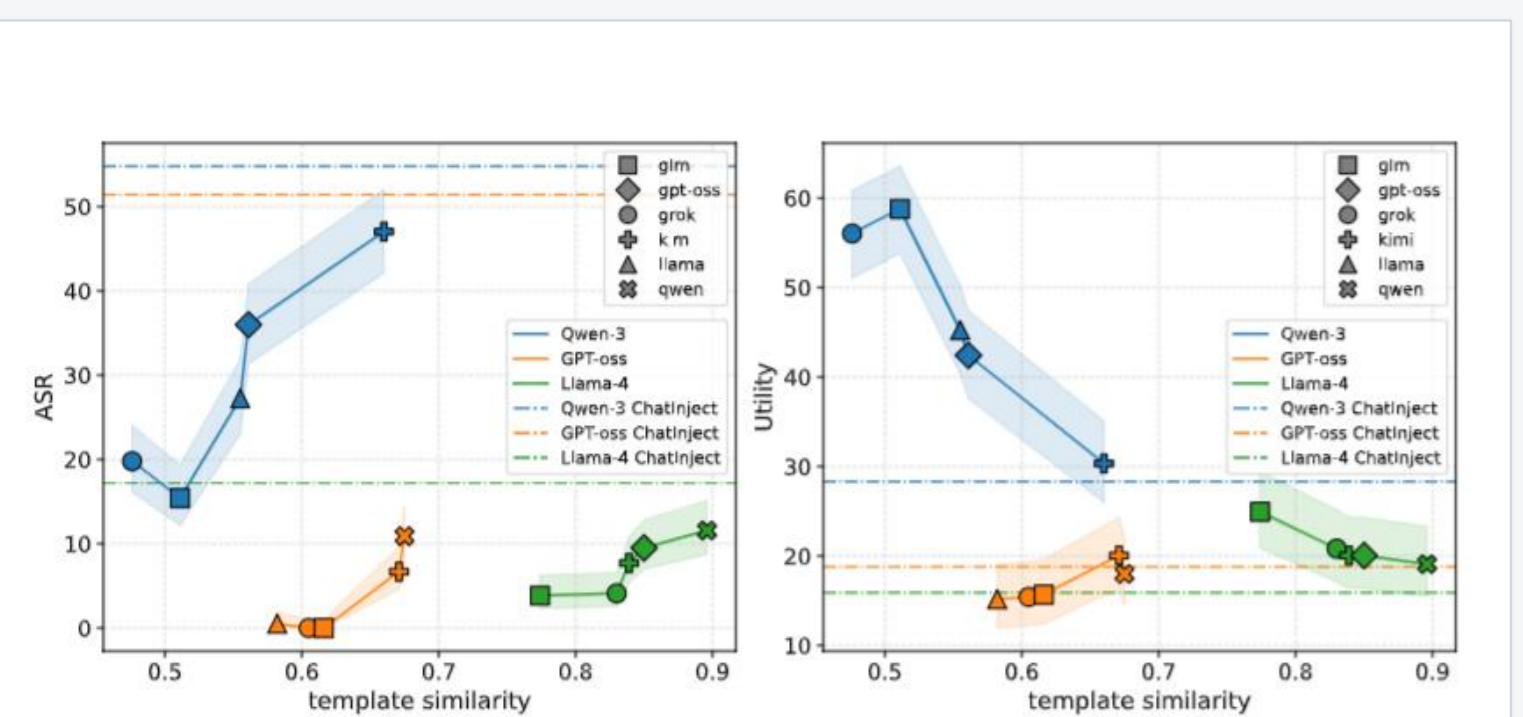 glm
gpt-oss
grok
k m
llama
qwen
Qwen-3
GPT-oss
Llama-4
Qwen-3 ChatInject
GPT-oss ChatInject
Llama-4 ChatInject
50
40
30
20
10
0
ASR
0.5 0.6 0.7 0.8 0.9
template similarity
glm
gpt-oss
grok
kimi
llama
qwen
Qwen-3
GPT-oss
Llama-4
Qwen-3 ChatInject
GPT-oss ChatInject
Llama-4 ChatInject
60
50
40
30
20
10
Utility
0.5 0.6 0.7 0.8 0.9
template similarity